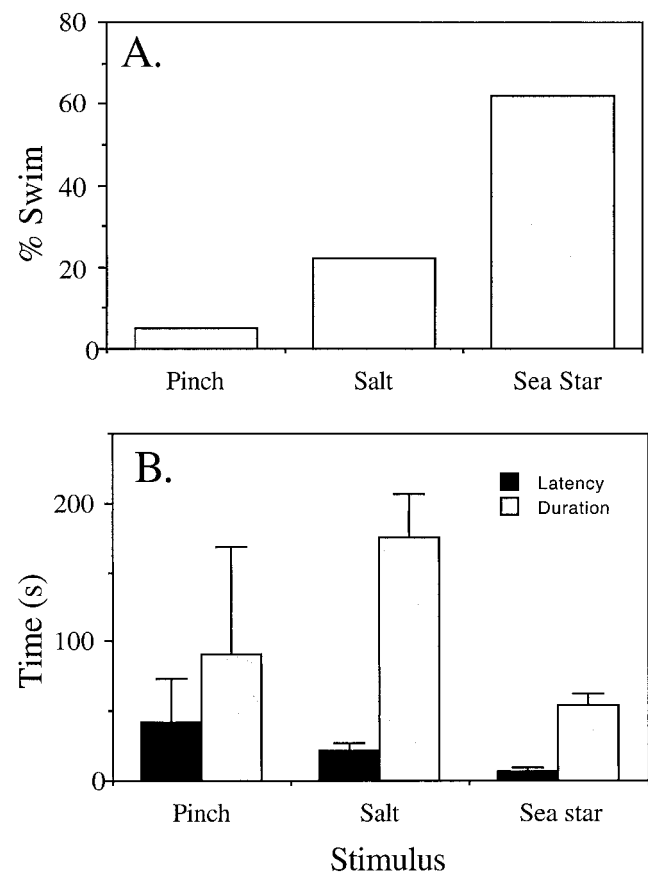 A.
80
60
40
20
0
% Swim
Pinch Salt Sea Star
B.
Latency
Duration
200
100
0
Time (s)
Pinch Salt Sea star
Stimulus